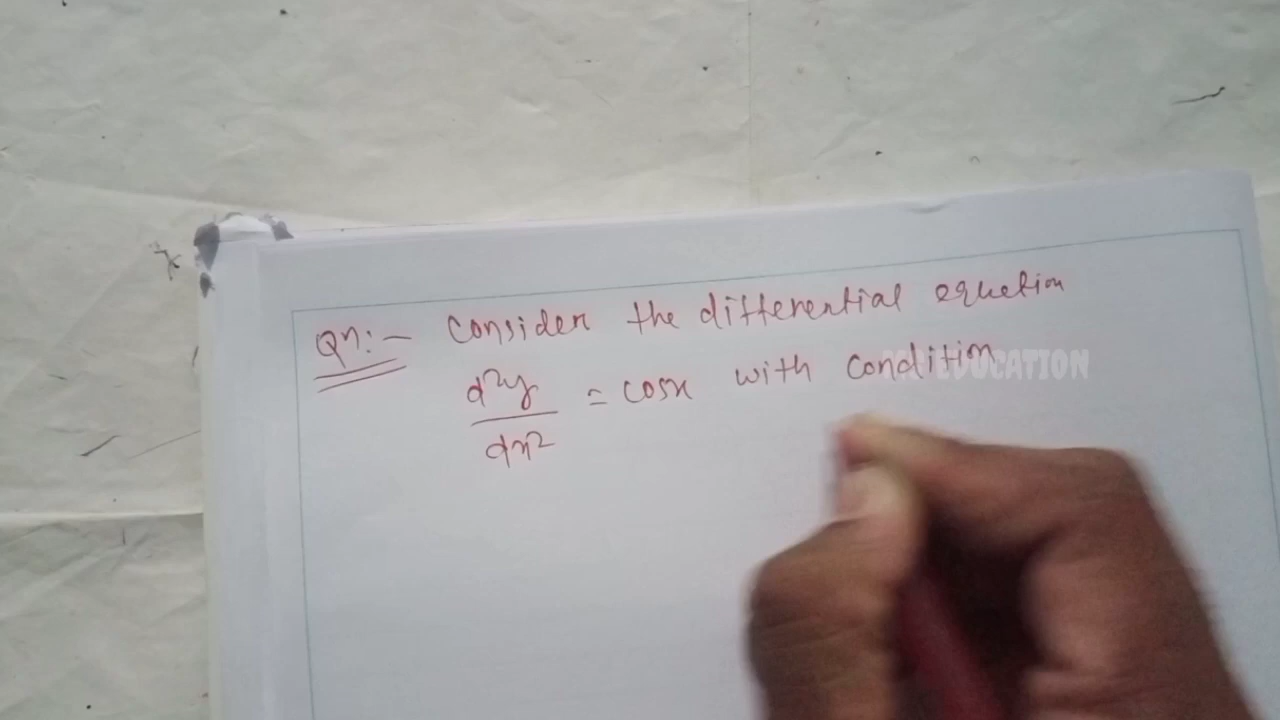 Qn:- Consider the differential equation
d²y/dx² = cosx with condition
EDUCATION